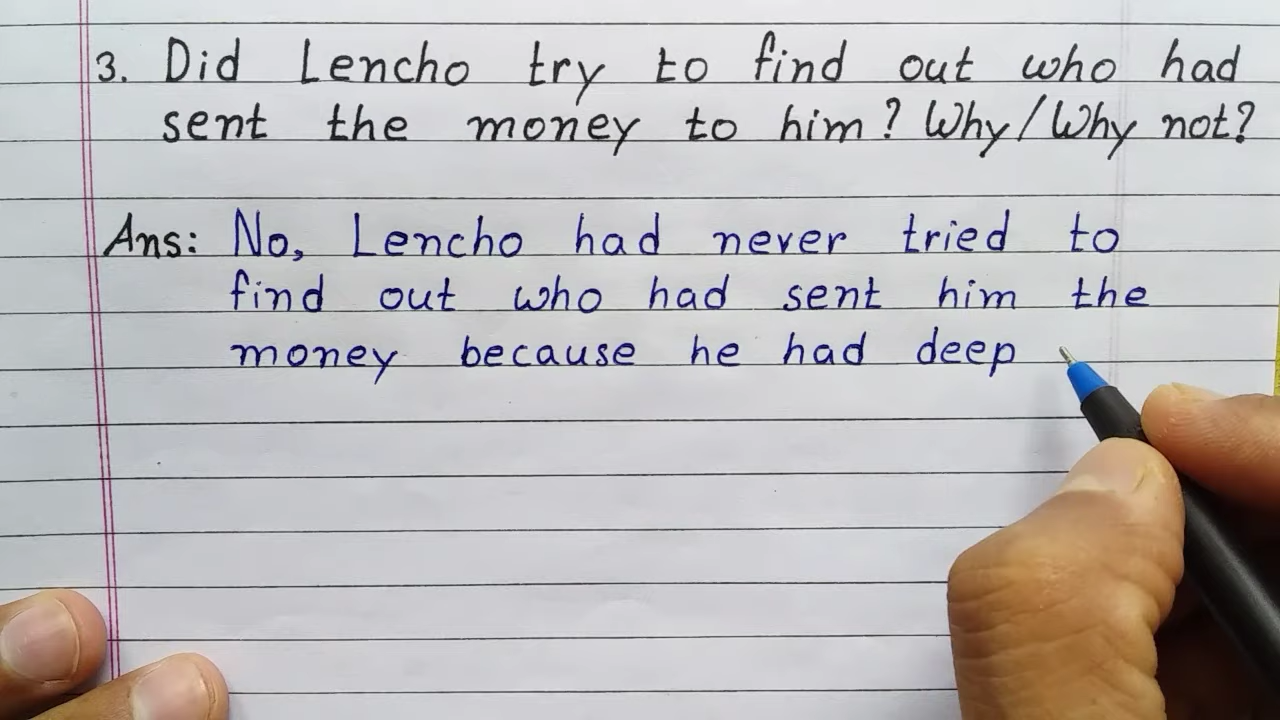 3. Did Lencho try to find out who had
sent the money to him? Why/Why not?
Ans: No, Lencho had never tried to
find out who had sent him the
money because he had deep